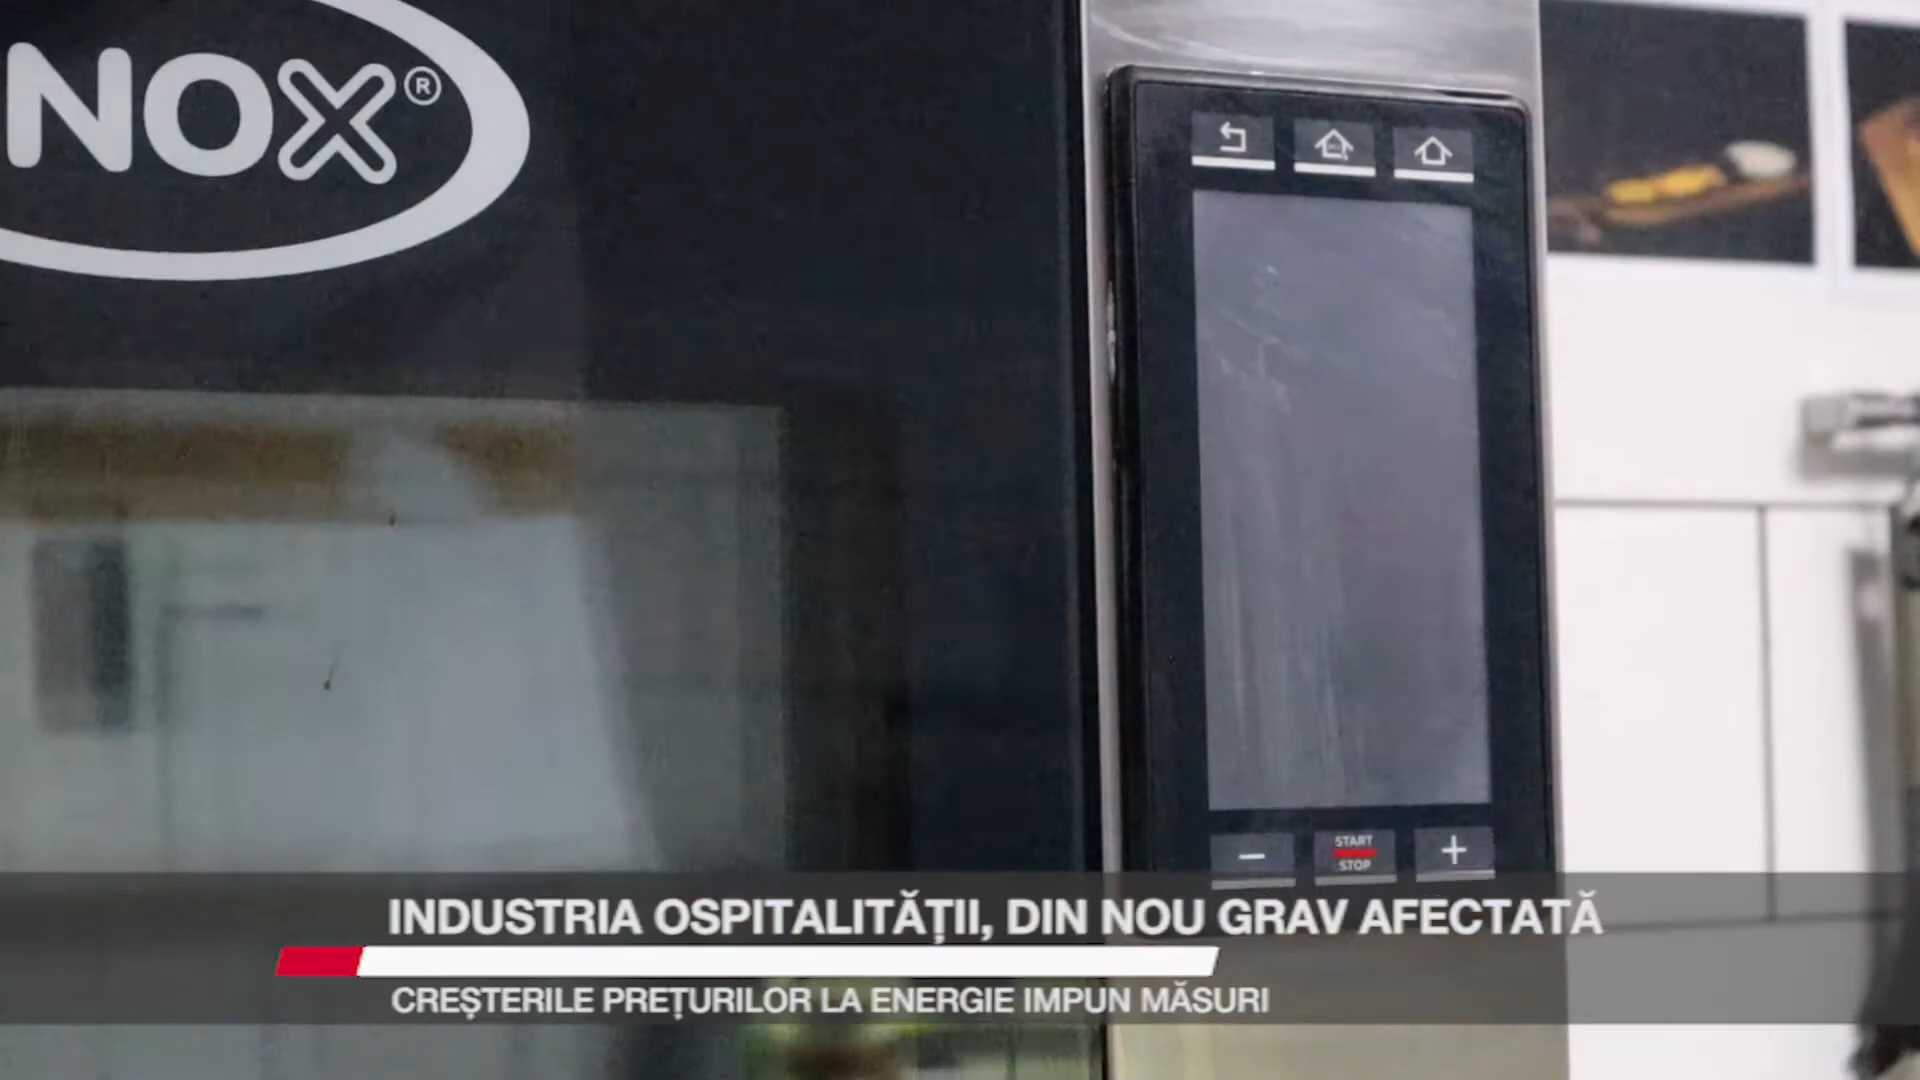 NOX®
START
STOP
INDUSTRIA OSPITALITĂȚII, DIN NOU GRAV AFECTATĂ
CREȘTERILE PREȚURILOR LA ENERGIE IMPUN MĂSURI